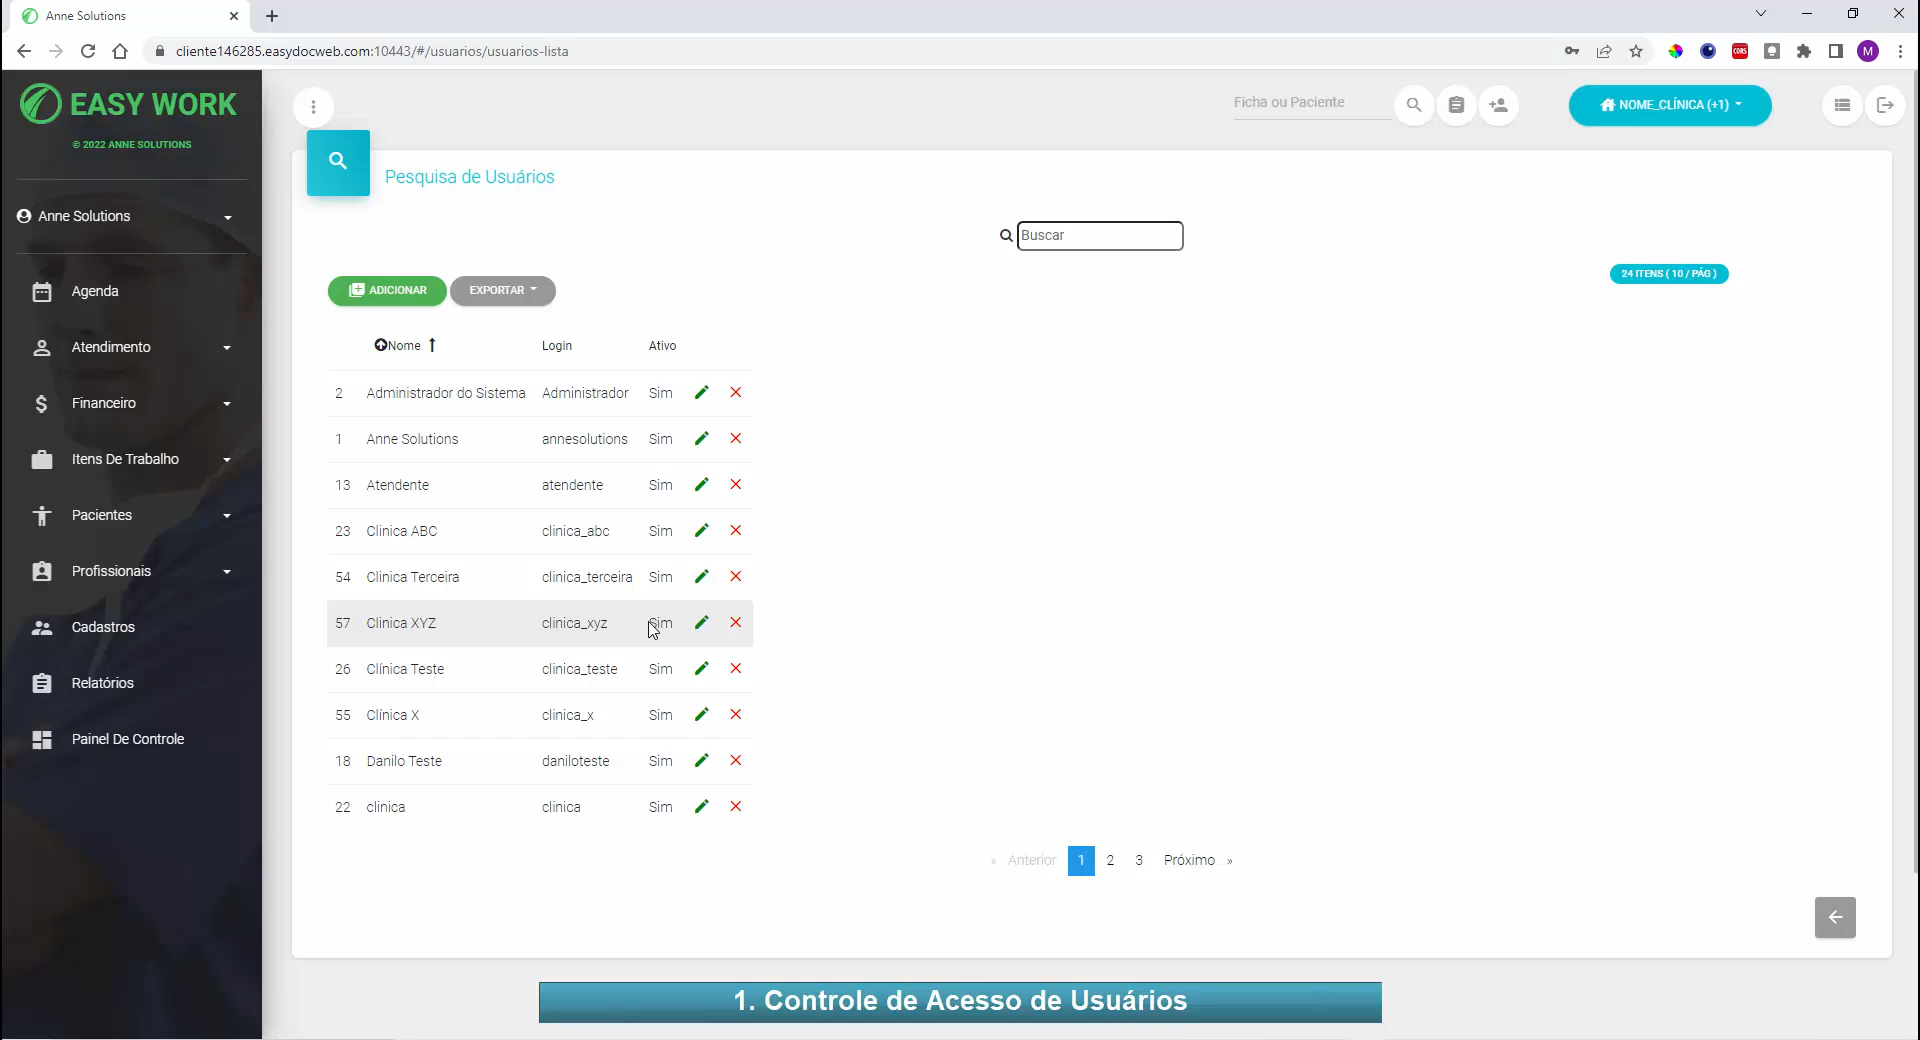 Anne Solutions
cliente146285.easydocweb.com:10443/#/usuarios/usuarios-lista
CORS
M
EASY WORK
© 2022 ANNE SOLUTIONS
Anne Solutions
Agenda
Atendimento
Financeiro
Itens De Trabalho
Pacientes
Profissionais
Cadastros
Relatórios
Painel De Controle
Ficha ou Paciente
NOME_CLÍNICA (+1)
Pesquisa de Usuários
Buscar
24 ITENS ( 10 / PÁG )
ADICIONAR EXPORTAR
Nome Login Ativo
2 Administrador do Sistema Administrador Sim
1 Anne Solutions annesolutions Sim
13 Atendente atendente Sim
23 Clinica ABC clinica_abc Sim
54 Clinica Terceira clinica_terceira Sim
57 Clinica XYZ clinica_xyz Sim
26 Clínica Teste clinica_teste Sim
55 Clínica X clinica_x Sim
18 Danilo Teste daniloteste Sim
22 clinica clinica Sim
« Anterior 1 2 3 Próximo »
1. Controle de Acesso de Usuários